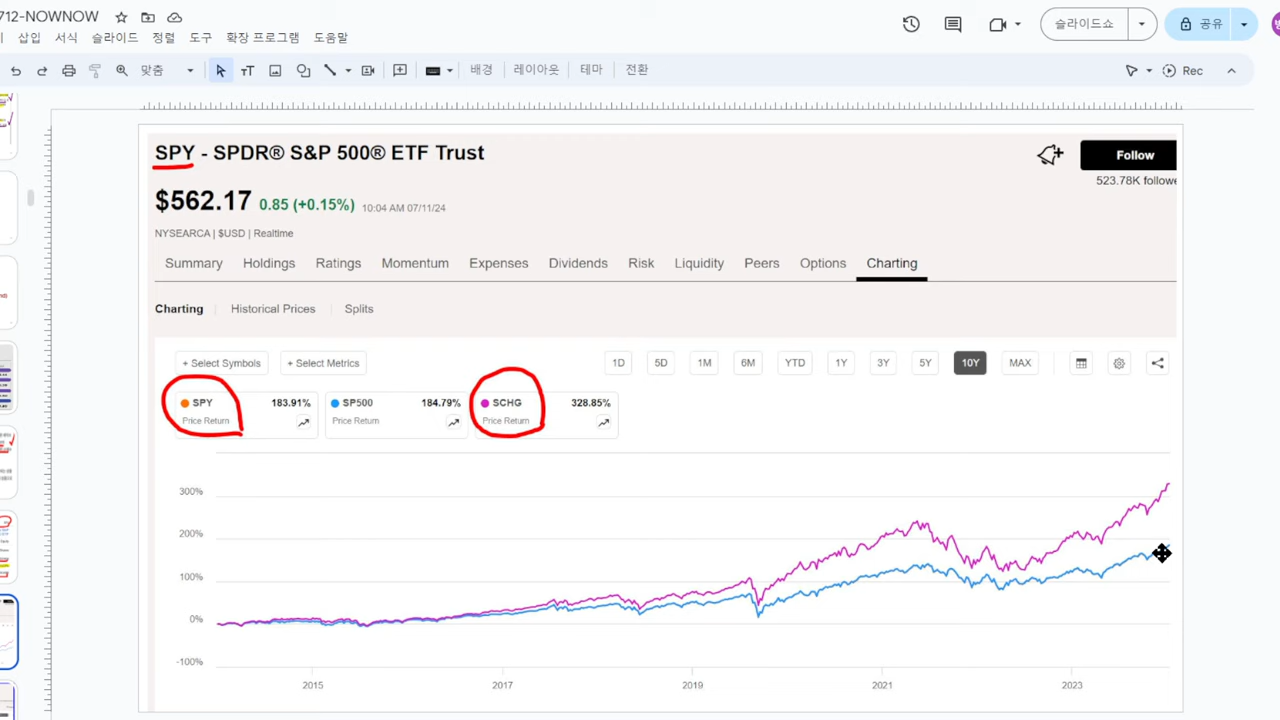 712-NOWNOW
삽입 서식 슬라이드 정렬 도구 확장 프로그램 도움말
슬라이드쇼
공유
맞춤
배경 레이아웃 테마 전환
Rec
SPY - SPDR® S&P 500® ETF Trust
Follow
$562.17 0.85 (+0.15%) 10:04 AM 07/11/24
523.78K followe
NYSEARCA | $USD | Realtime
Summary Holdings Ratings Momentum Expenses Dividends Risk Liquidity Peers Options Charting
Charting Historical Prices Splits
+ Select Symbols + Select Metrics 1D 5D 1M 6M YTD 1Y 3Y 5Y 10Y MAX
SPY 183.91% SP500 184.79% SCHG 328.85%
Price Return Price Return Price Return
300%
200%
100%
0%
-100%
2015 2017 2019 2021 2023